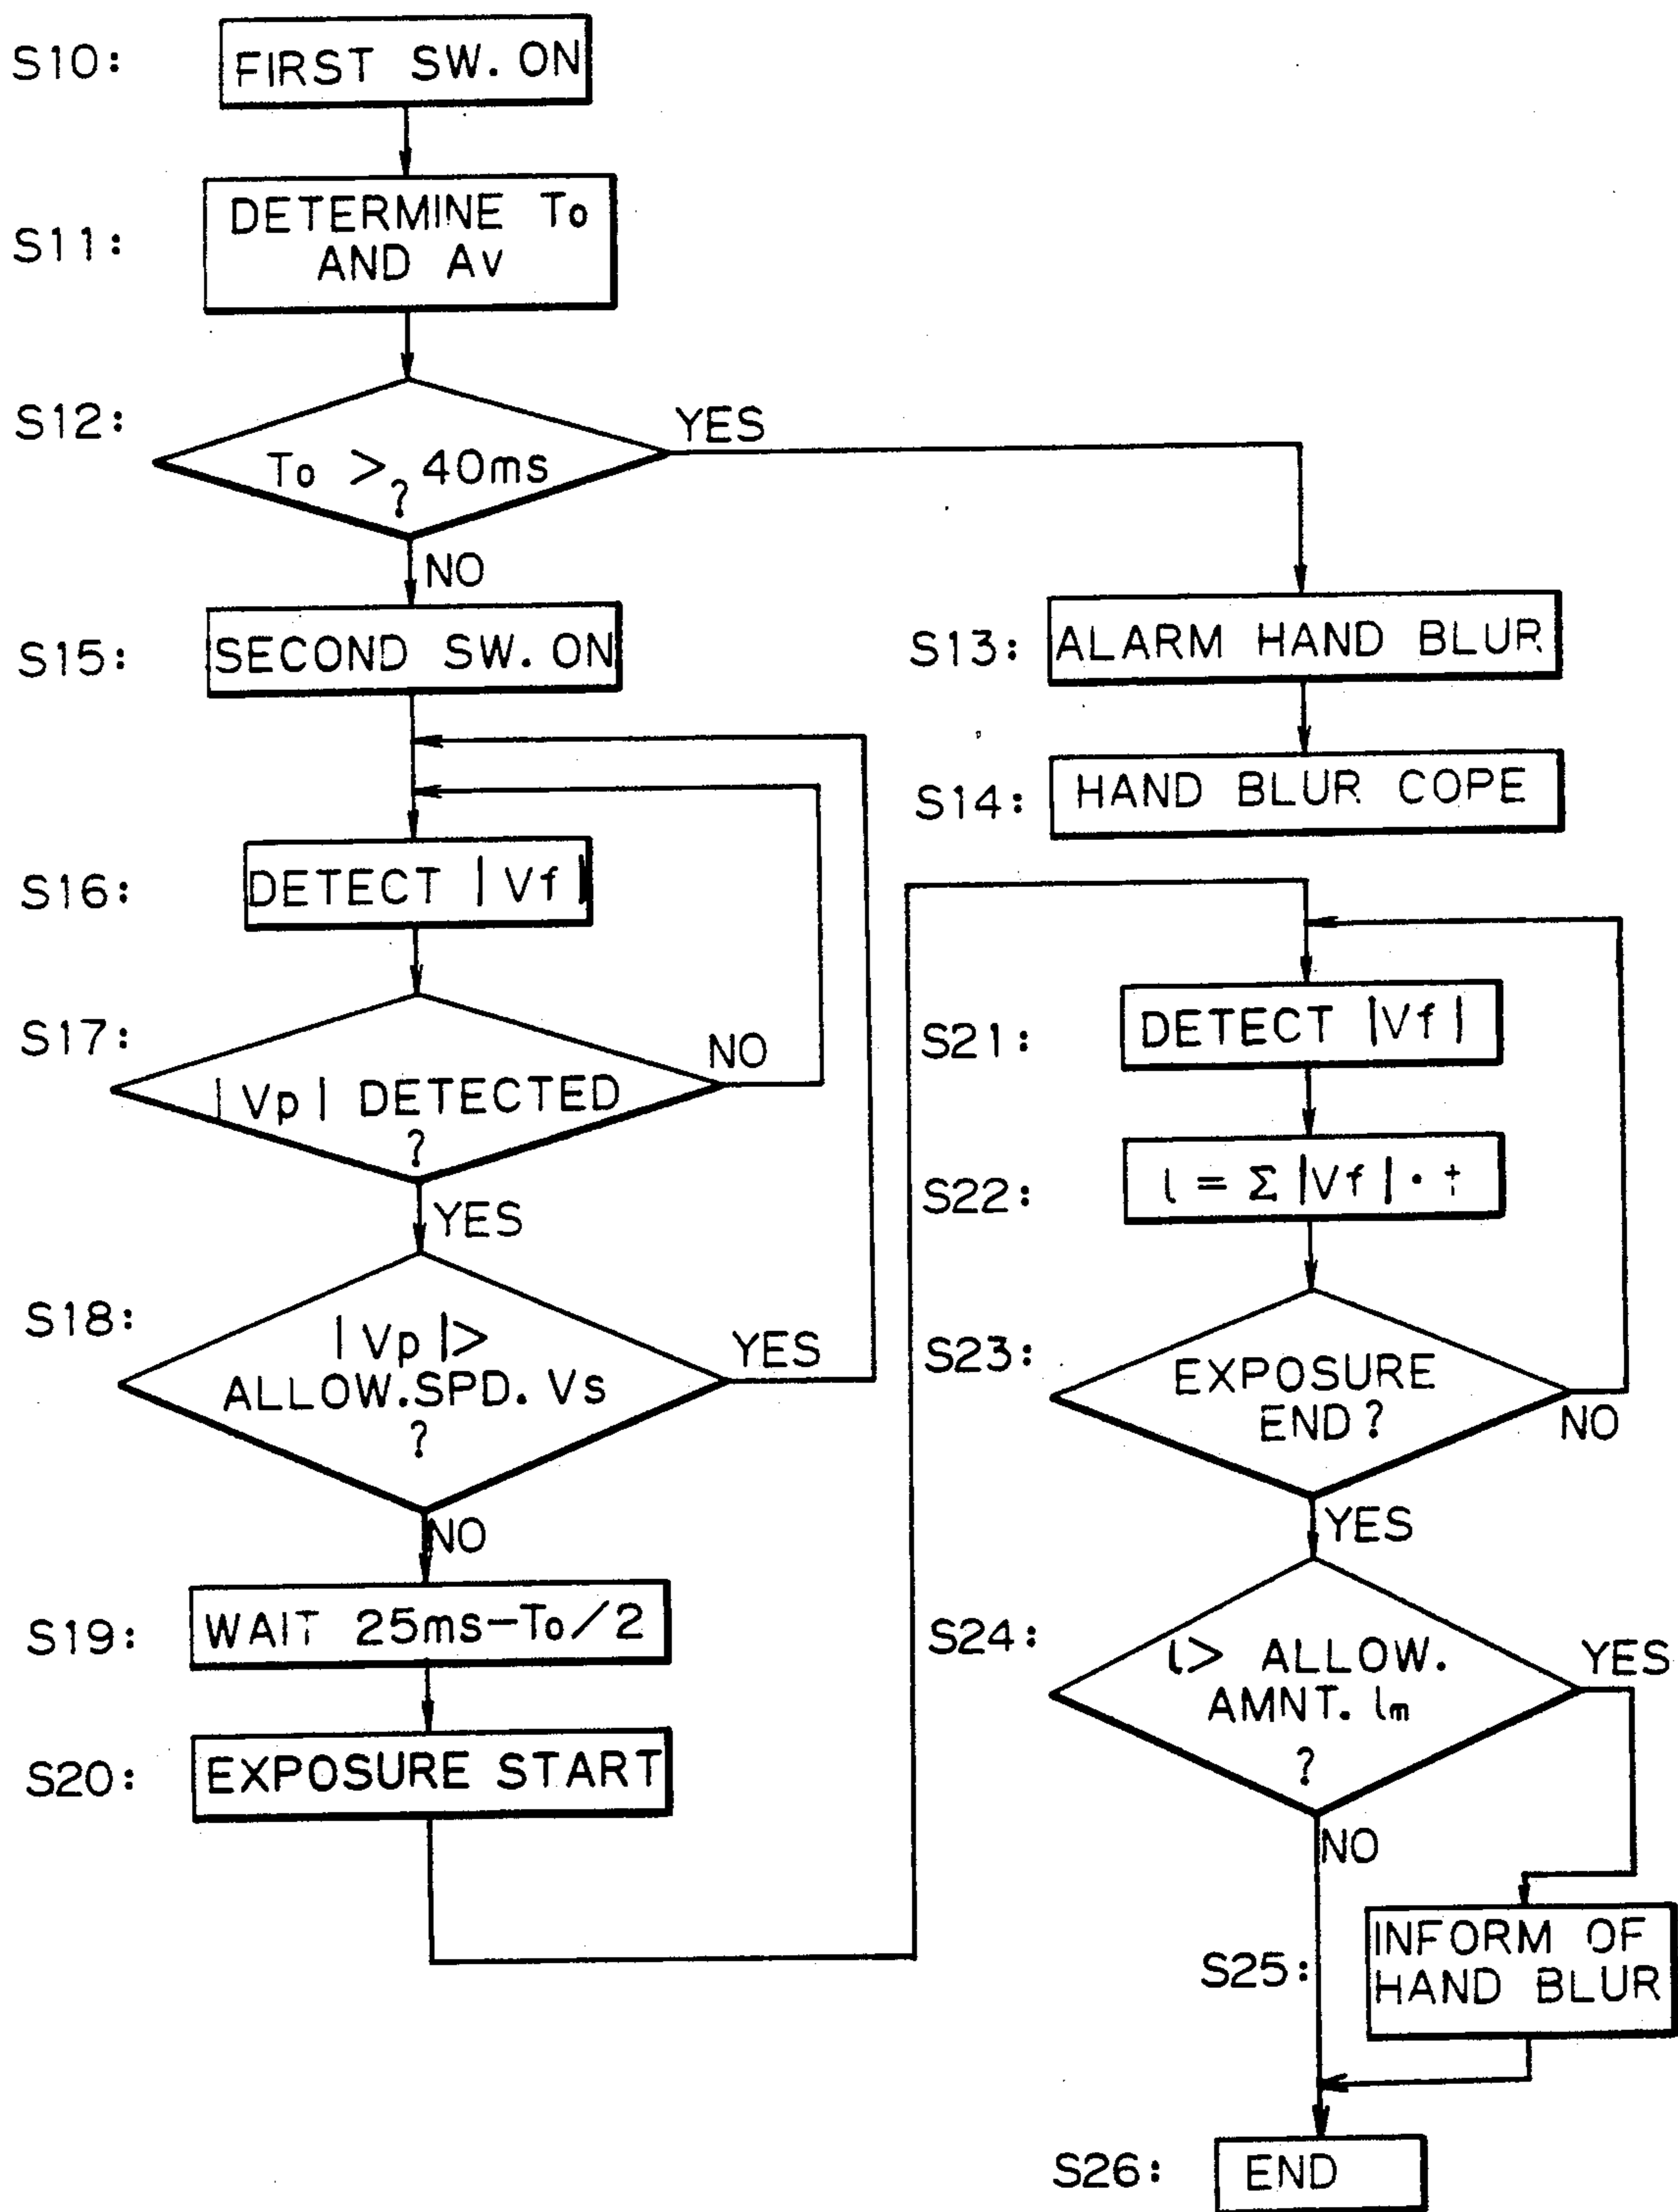 S10:
FIRST SW. ON
S11:
DETERMINE To
AND Av
S12:
To > 40ms
?
YES
NO
S13:
ALARM HAND BLUR
S14:
HAND BLUR COPE
S15:
SECOND SW. ON
S16:
DETECT |Vf|
S17:
|Vp| DETECTED
?
NO
YES
S18:
|Vp|>
ALLOW.SPD. Vs
?
YES
NO
S19:
WAIT 25ms-To/2
S20:
EXPOSURE START
S21:
DETECT |Vf|
S22:
l = Σ |Vf| · t
S23:
EXPOSURE
END?
NO
YES
S24:
l> ALLOW.
AMNT. lm
?
YES
NO
S25:
INFORM OF
HAND BLUR
S26:
END